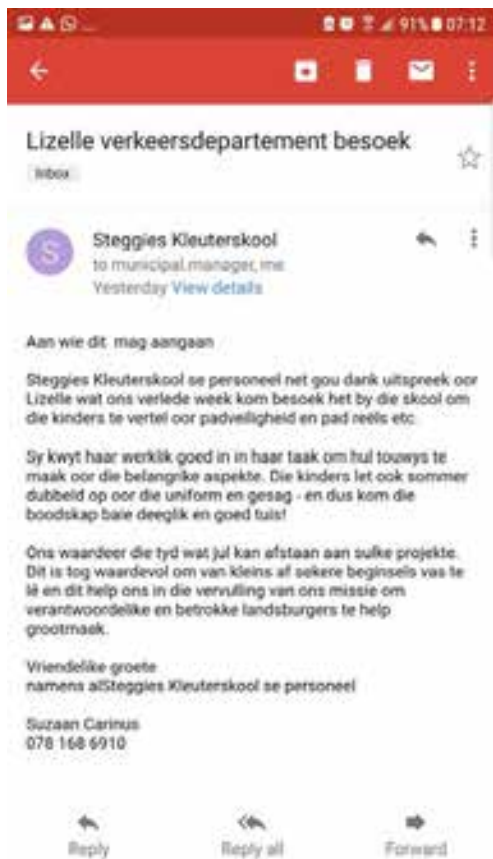 91% 07:12
Lizelle verkeersdepartement besoek
Inbox
S
Steggies Kleuterskool
to municipal.manager, me
Yesterday View details
Aan wie dit mag aangaan
Steggies Kleuterskool se personeel net gou dank uitspreek oor
Lizelle wat ons verlede week kom besoek het by die skool om
die kinders te vertel oor padveiligheid en pad reëls etc.
Sy kwyt haar werklik goed in in haar taak om hul touwys te
maak oor die belangrike aspekte. Die kinders let ook sommer
dubbeld op oor die uniform en gesag - en dus kom die
boodskap baie deeglik en goed tuis!
Ons waardeer die tyd wat jul kan afstaan aan sulke projekte.
Dit is tog waardevol om van kleins af sekere beginsels vas te
lê en dit help ons in die vervulling van ons missie om
verantwoordelike en betrokke landsburgers te help
grootmaak.
Vriendelike groete
namens alSteggies Kleuterskool se personeel
Suzaan Carinus
078 168 6910
Reply Reply all Forward